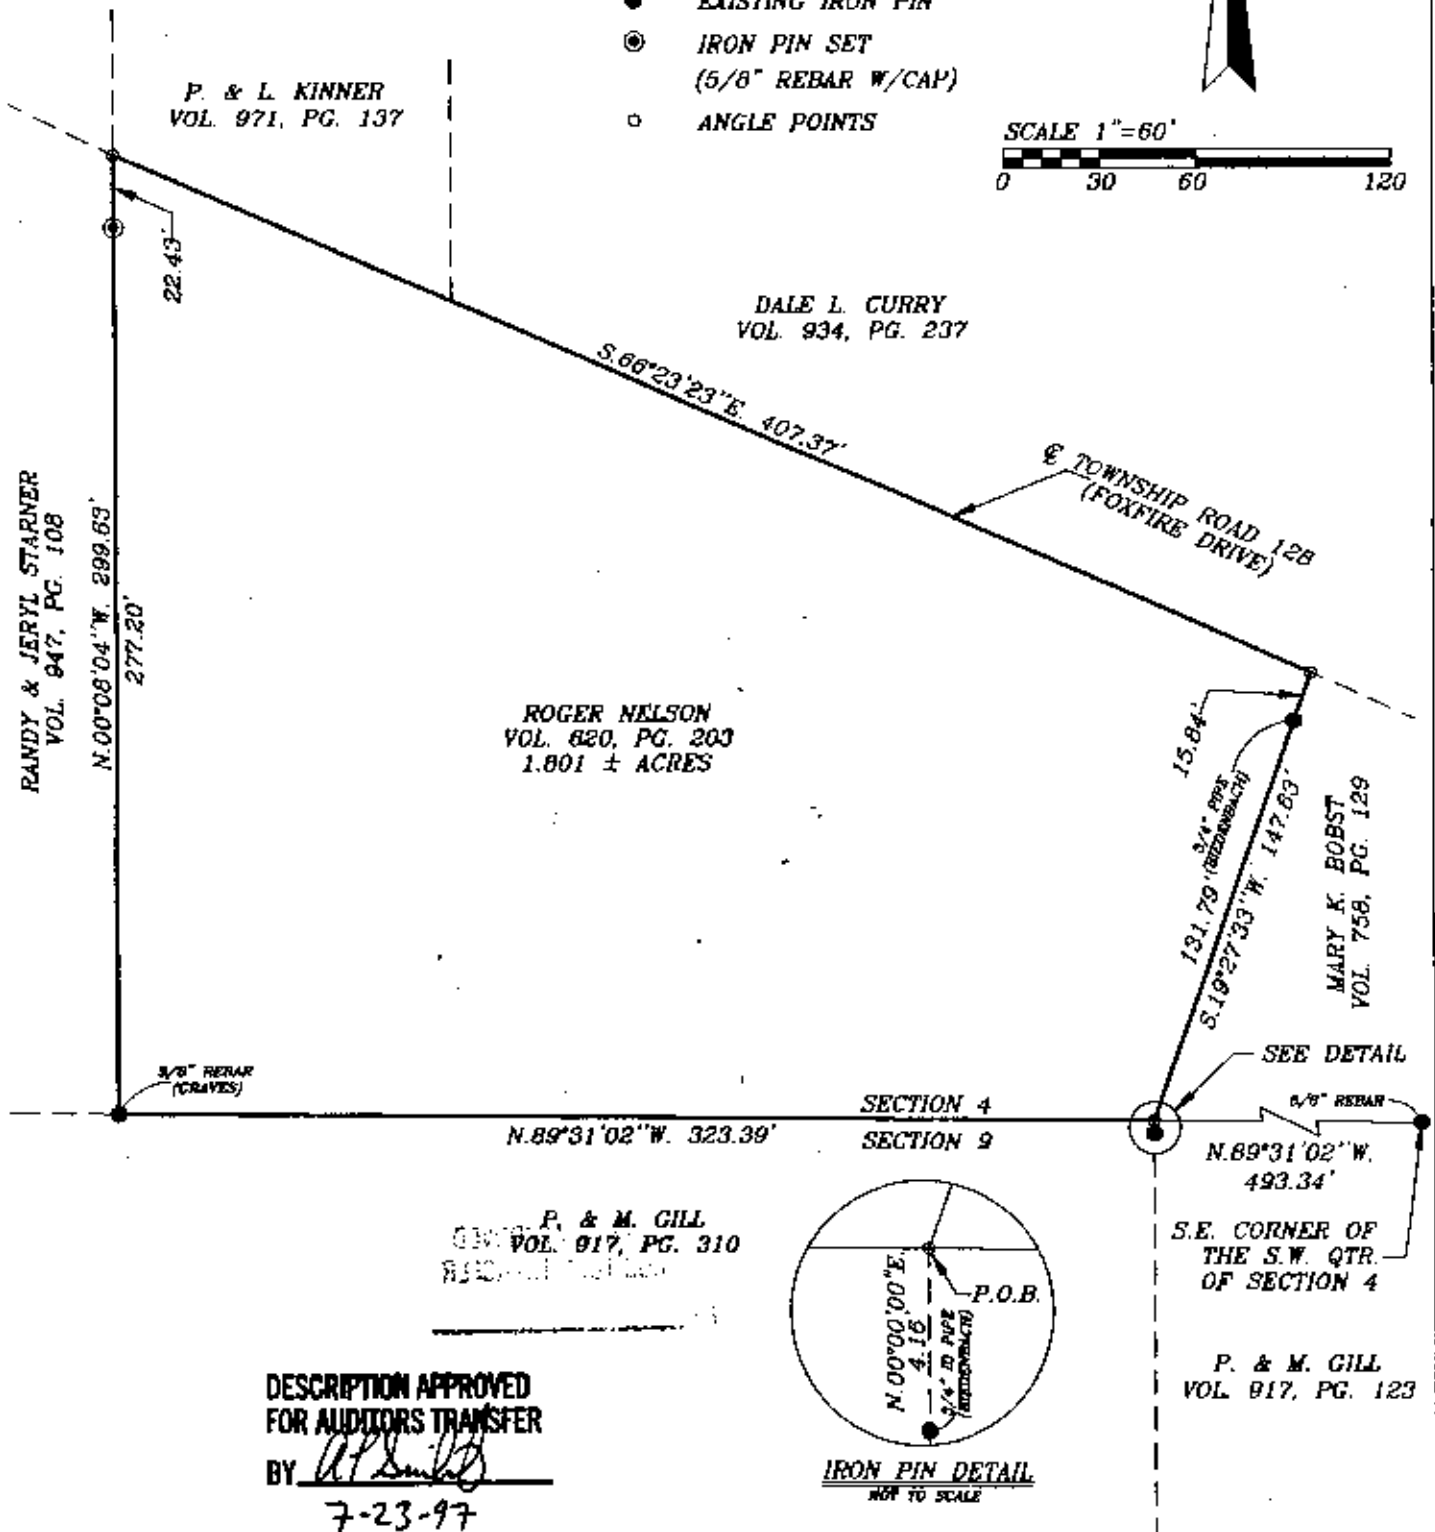 EXISTING IRON PIN
IRON PIN SET
(5/8" REBAR W/CAP)
ANGLE POINTS
SCALE 1"=60'
0 30 60 120
P. & L. KINNER
VOL. 971, PG. 137
22.43'
DALE L. CURRY
VOL. 934, PG. 237
S.66°23'23"E. 407.37'
℄ TOWNSHIP ROAD 128
(FOXFIRE DRIVE)
RANDY & JERYL STARNER
VOL. 947, PG. 108
N.00°08'04"W. 299.63'
277.20'
ROGER NELSON
VOL. 620, PG. 203
1.801 ± ACRES
15.84'
3/4" PIPE
(BIEDENBACH)
131.79'
S.19°27'33"W. 147.63'
MARY K. BOBST
VOL. 758, PG. 129
SEE DETAIL
5/8" REBAR
(GRAVES)
SECTION 4
N.89°31'02"W. 323.39'
SECTION 9
5/8" REBAR
N.89°31'02"W.
493.34'
S.E. CORNER OF
THE S.W. QTR.
OF SECTION 4
P. & M. GILL
VOL. 917, PG. 310
P.O.B.
N.00°00'00"E.
4.16
3/4" ID PIPE
(BIEDENBACH)
IRON PIN DETAIL
NOT TO SCALE
P. & M. GILL
VOL. 917, PG. 123
DESCRIPTION APPROVED
FOR AUDITORS TRANSFER
BY
7-23-97